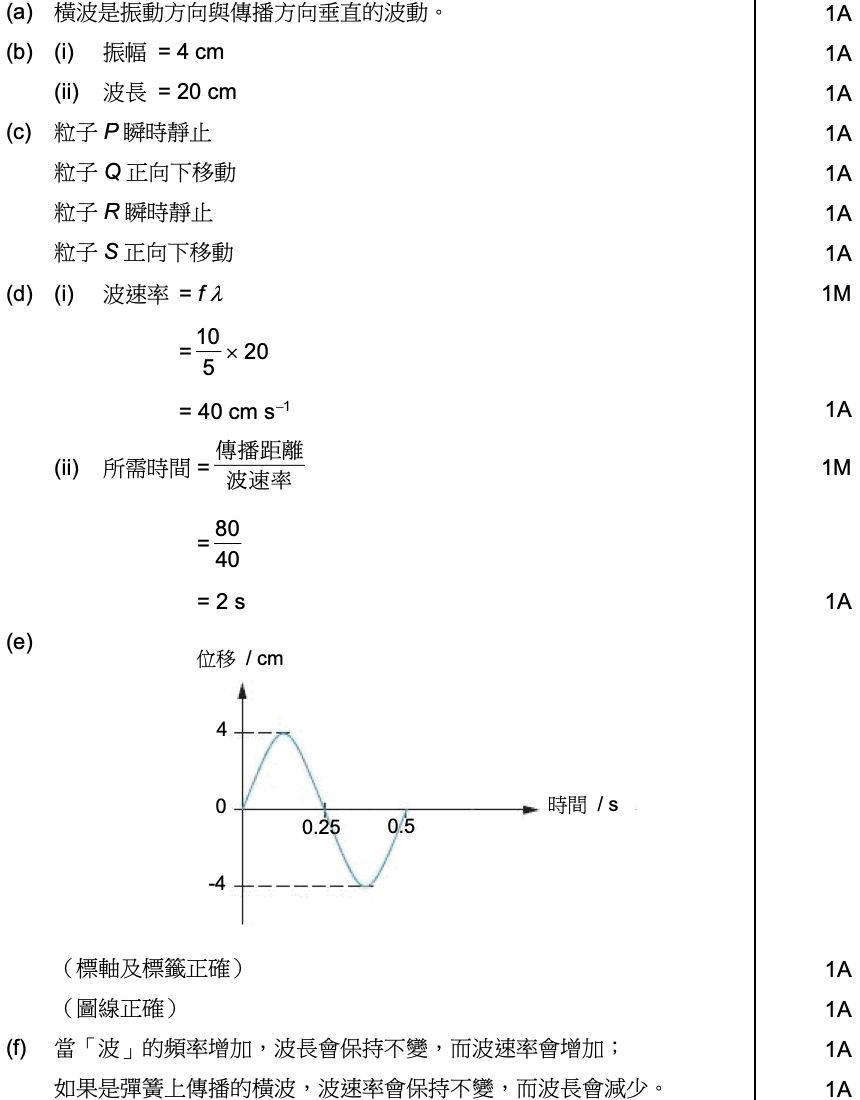 (a) 橫波是振動方向與傳播方向垂直的波動。 1A
(b) (i) 振幅 = 4 cm 1A
(ii) 波長 = 20 cm 1A
(c) 粒子 P 瞬時靜止 1A
粒子 Q 正向下移動 1A
粒子 R 瞬時靜止 1A
粒子 S 正向下移動 1A
(d) (i) 波速率 = f λ 1M
= 10/5 × 20
= 40 cm s⁻¹ 1A
(ii) 所需時間 = 傳播距離/波速率 1M
= 80/40
= 2 s 1A
(e)
位移 / cm
4
0 時間 / s
0.25 0.5
-4
（標軸及標籤正確） 1A
（圖線正確） 1A
(f) 當「波」的頻率增加，波長會保持不變，而波速率會增加； 1A
如果是彈簧上傳播的橫波，波速率會保持不變，而波長會減少。 1A